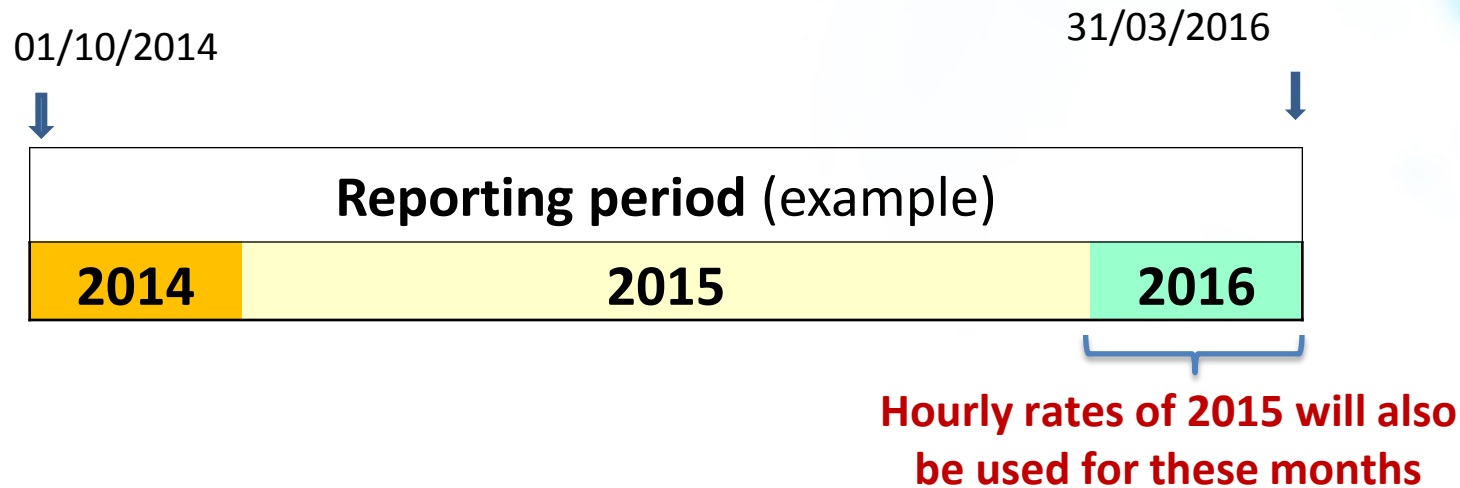 01/10/2014
31/03/2016
Reporting period (example)
2014 2015 2016
Hourly rates of 2015 will also
be used for these months